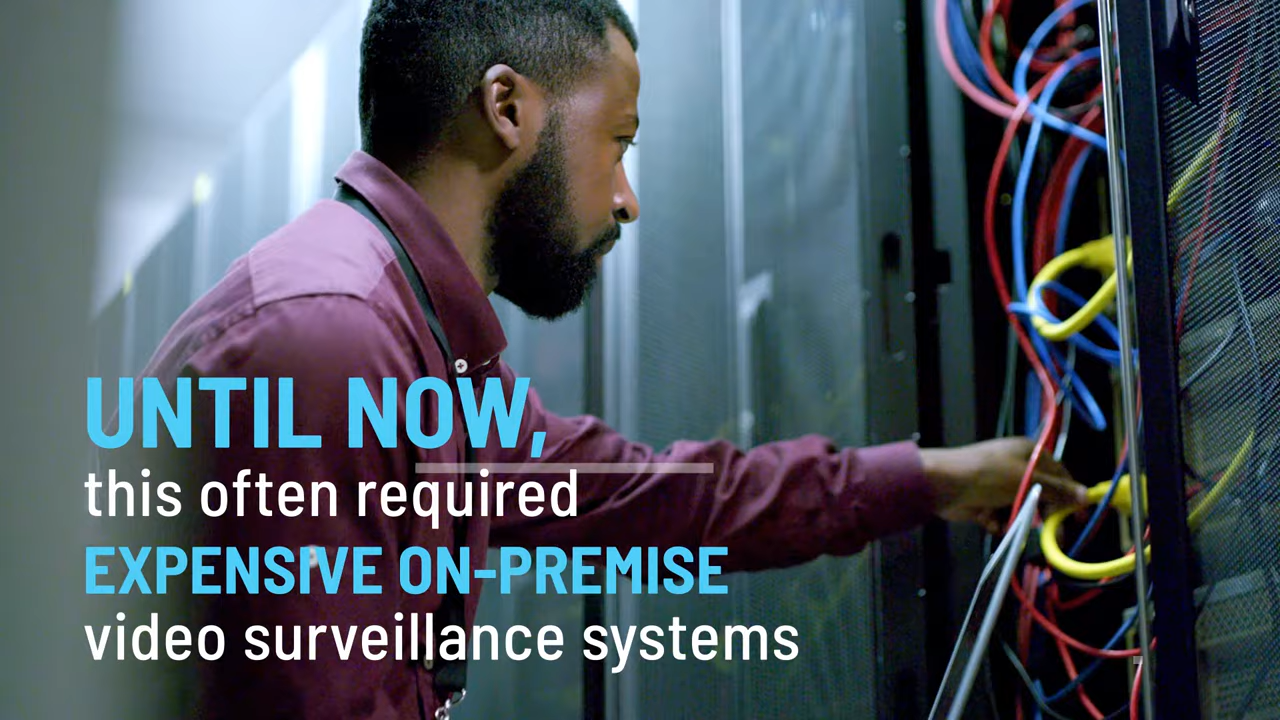 UNTIL NOW,
this often required
EXPENSIVE ON-PREMISE
video surveillance systems